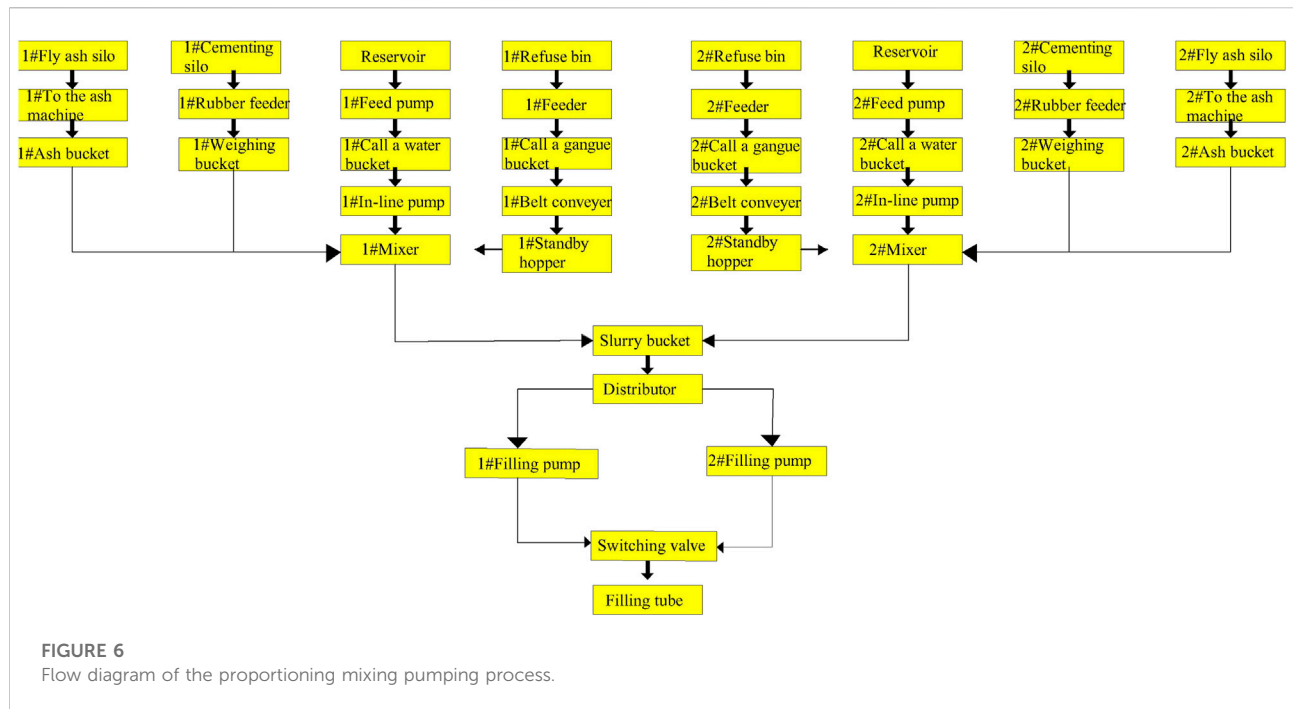 1#Fly ash silo
1#Cementing
silo
Reservoir
1#Refuse bin
2#Refuse bin
Reservoir
2#Cementing
silo
2#Fly ash silo
1#To the ash
machine
1#Rubber feeder
1#Feed pump
1#Feeder
2#Feeder
2#Feed pump
2#Rubber feeder
2#To the ash
machine
1#Ash bucket
1#Weighing
bucket
1#Call a water
bucket
1#Call a gangue
bucket
2#Call a gangue
bucket
2#Call a water
bucket
2#Weighing
bucket
2#Ash bucket
1#In-line pump
1#Belt conveyer
2#Belt conveyer
2#In-line pump
1#Mixer
1#Standby
hopper
2#Standby
hopper
2#Mixer
Slurry bucket
Distributor
1#Filling pump
2#Filling pump
Switching valve
Filling tube
FIGURE 6
Flow diagram of the proportioning mixing pumping process.